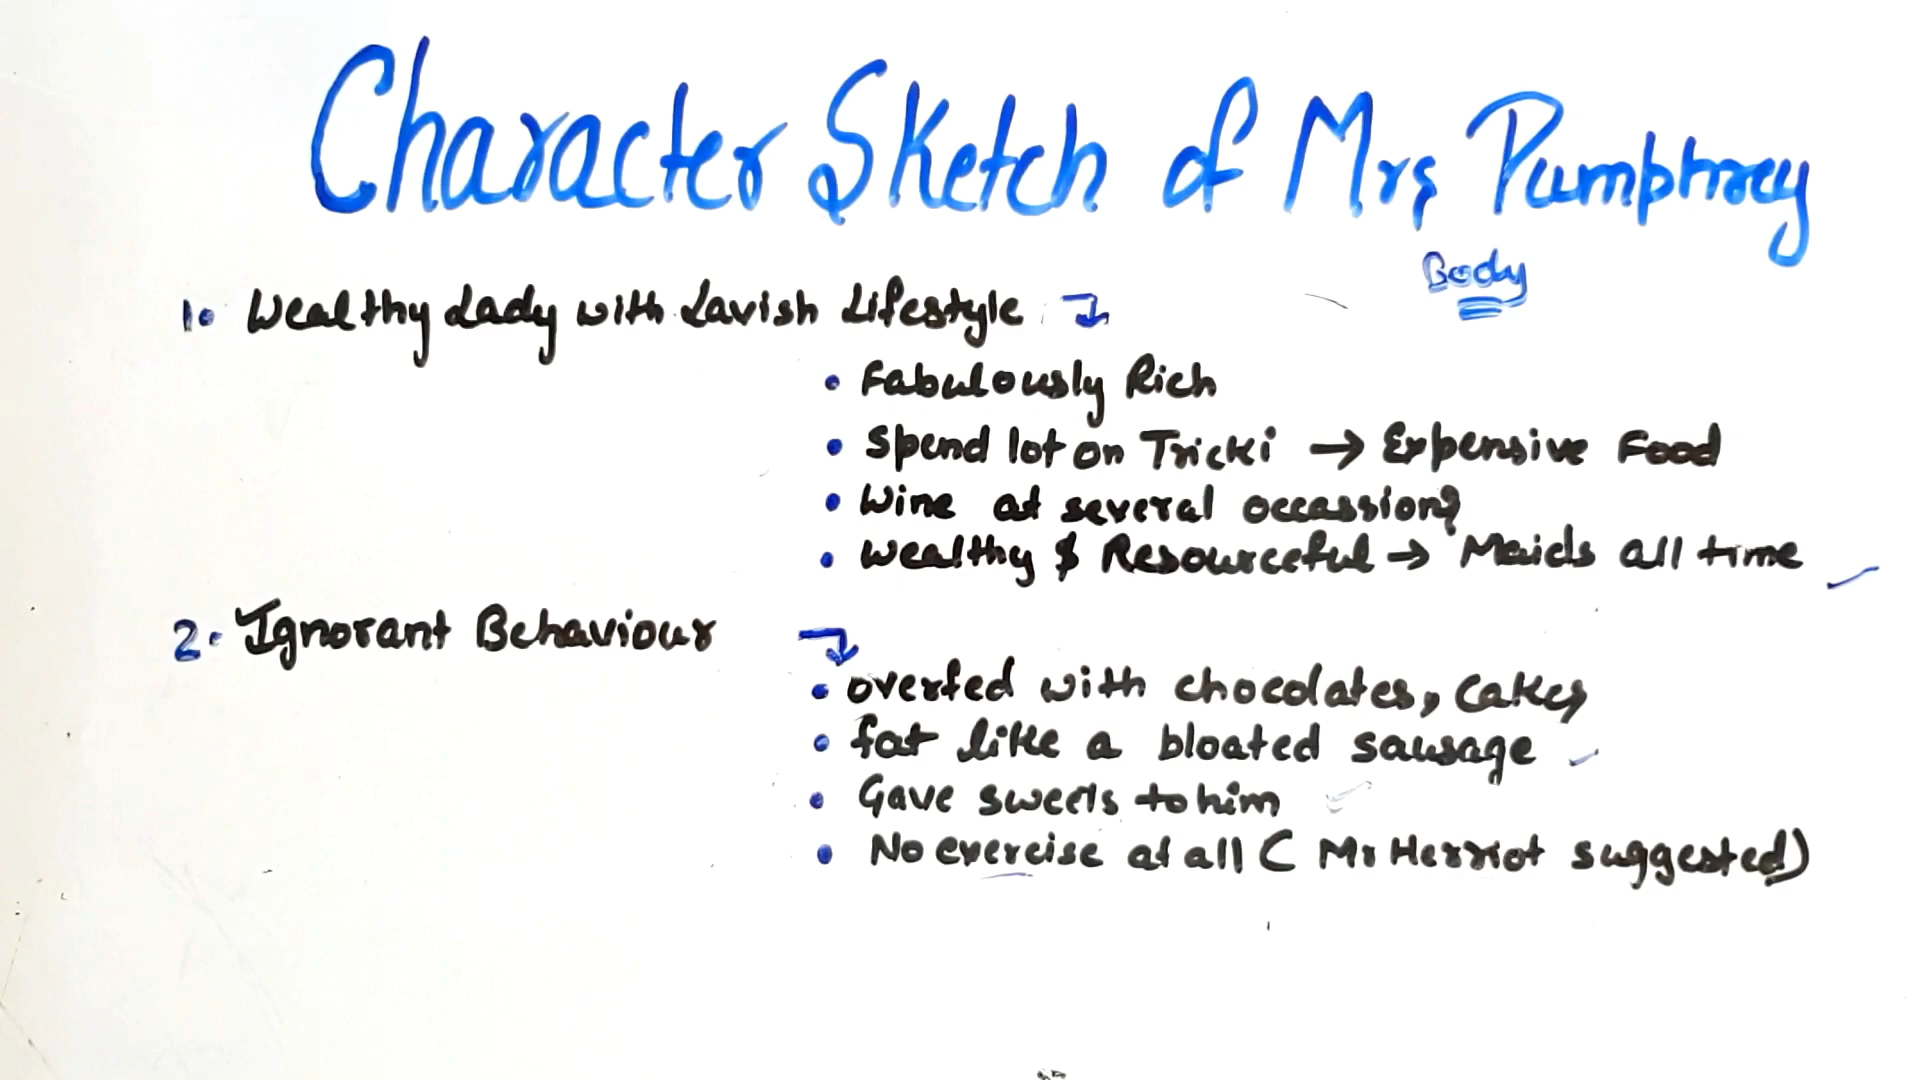 Character Sketch of Mrs Pumphrey
Body
1. Wealthy Lady with Lavish Lifestyle
• Fabulously Rich
• Spend lot on Tricki → Expensive Food
• Wine at several occassions
• Wealthy & Resourceful → Maids all time
2. Ignorant Behaviour
• overfed with chocolates, cakes
• fat like a bloated sausage
• Gave sweets to him
• No exercise at all ( Mr Herriot suggested)